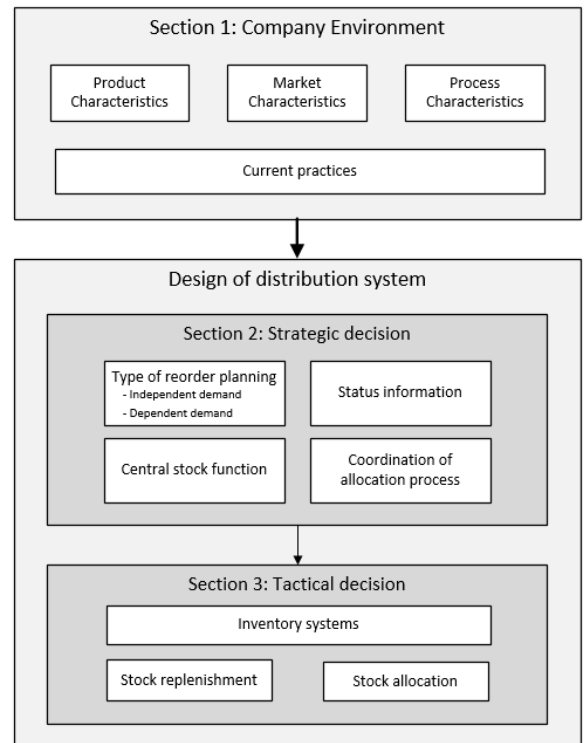 Section 1: Company Environment
Product
Characteristics
Market
Characteristics
Process
Characteristics
Current practices
Design of distribution system
Section 2: Strategic decision
Type of reorder planning
- Independent demand
- Dependent demand
Status information
Central stock function
Coordination of
allocation process
Section 3: Tactical decision
Inventory systems
Stock replenishment
Stock allocation